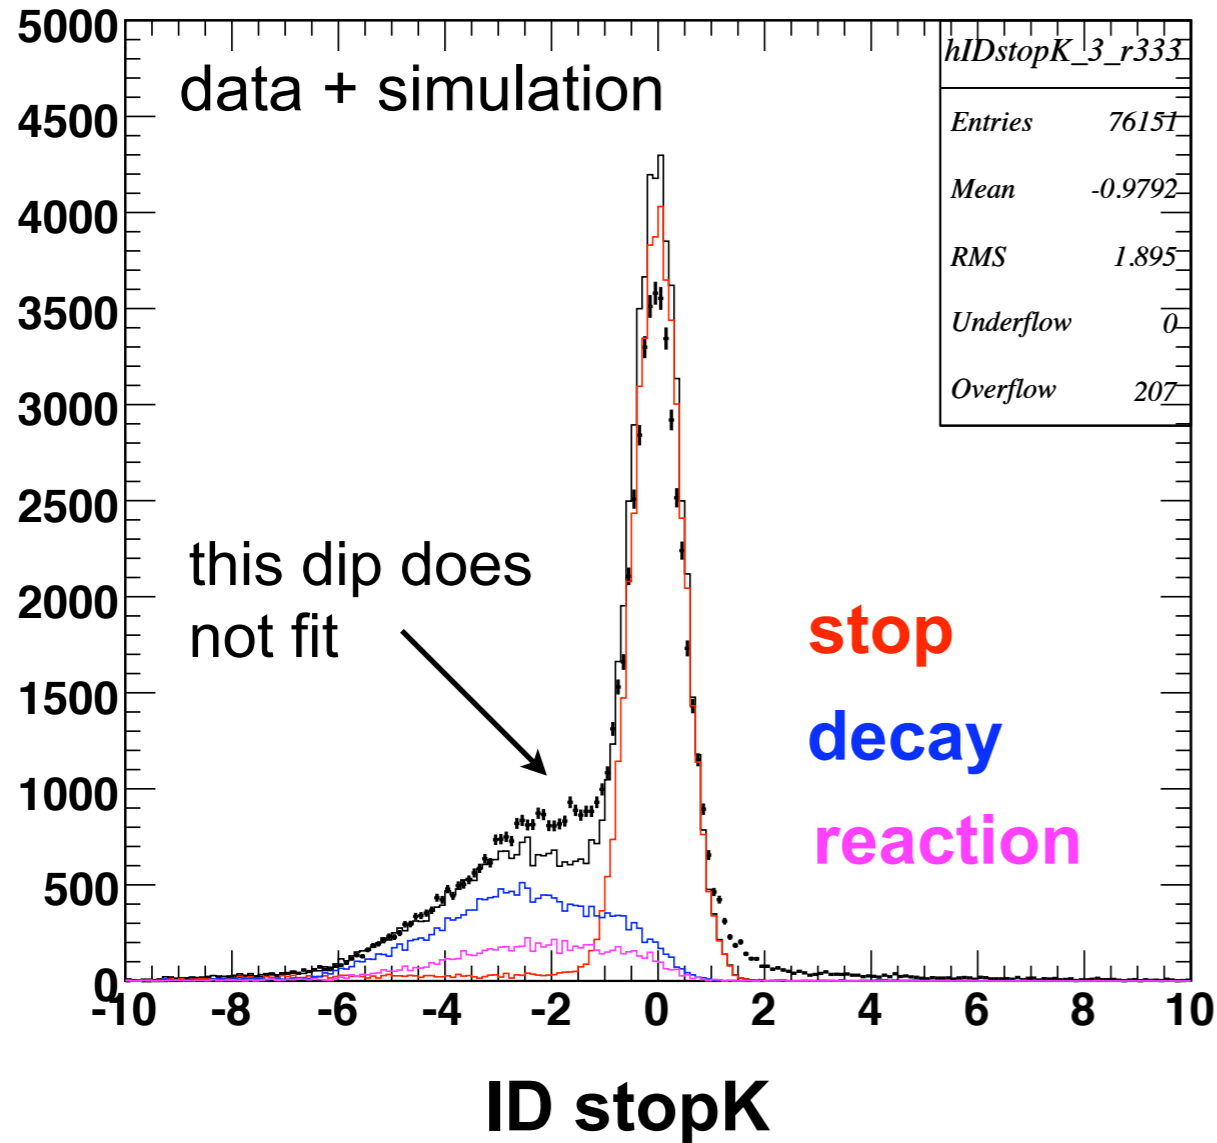 data + simulation
hIDstopK_3_r333
Entries 76151
Mean -0.9792
RMS 1.895
Underflow 0
Overflow 207
this dip does
not fit
stop
decay
reaction
5000
4500
4000
3500
3000
2500
2000
1500
1000
500
0
-10 -8 -6 -4 -2 0 2 4 6 8 10
ID stopK